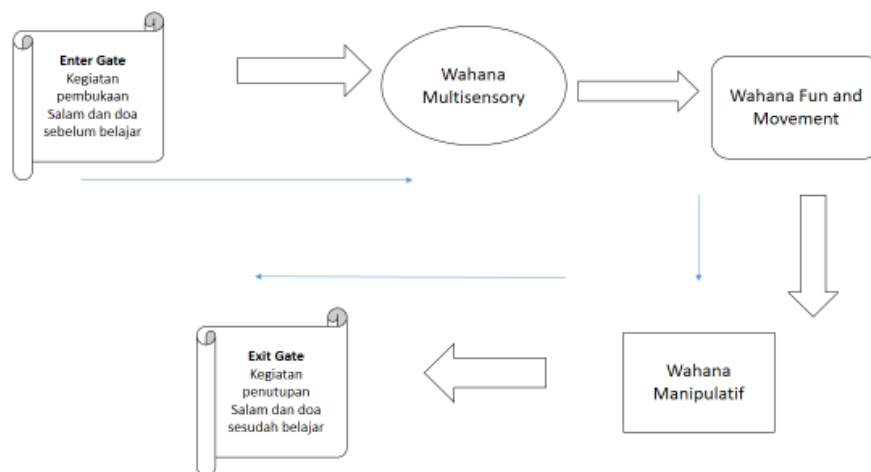 Enter Gate
Kegiatan
pembukaan
Salam dan doa
sebelum belajar
Wahana
Multisensory
Wahana Fun and
Movement
Exit Gate
Kegiatan
penutupan
Salam dan doa
sesudah belajar
Wahana
Manipulatif